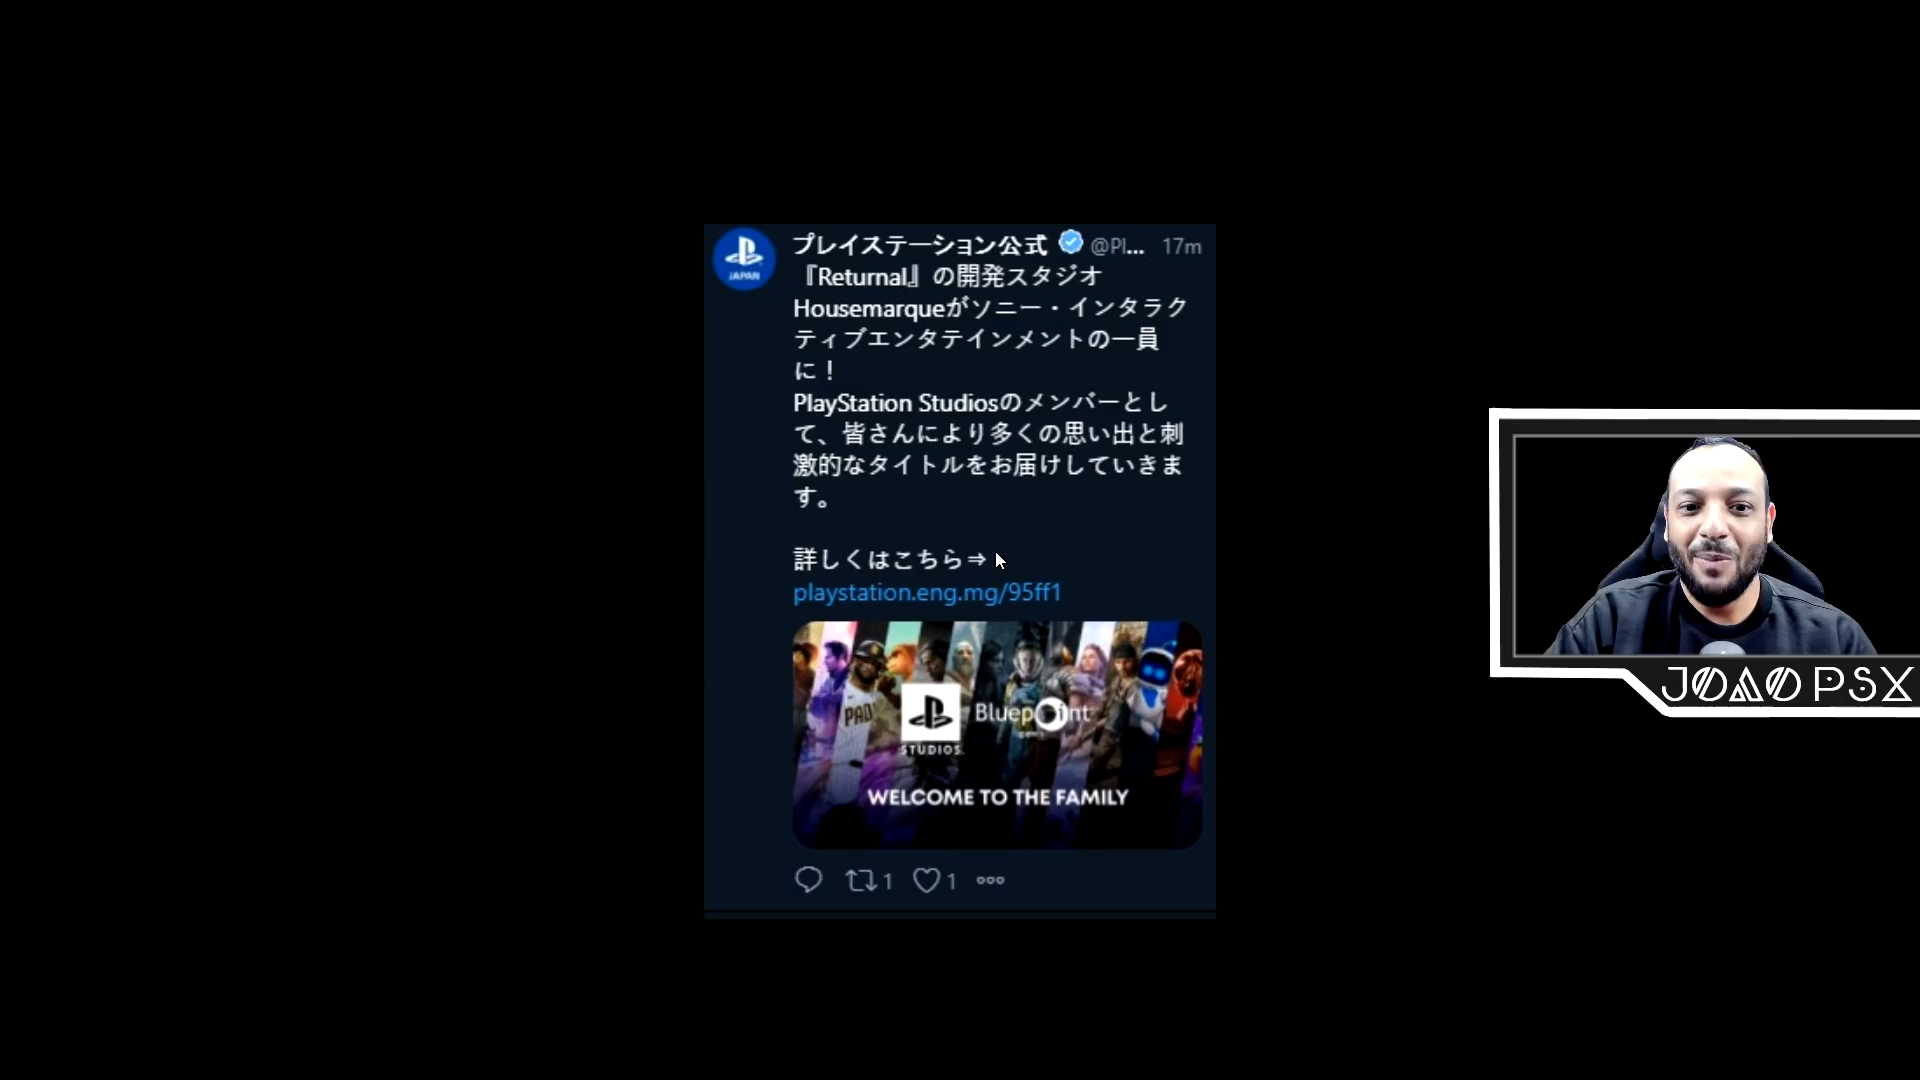 プレイステーション公式 @Pl... 17m
『Returnal』の開発スタジオ
Housemarqueがソニー・インタラク
ティブエンタテインメントの一員
に！
PlayStation Studiosのメンバーとし
て、皆さんにより多くの思い出と刺
激的なタイトルをお届けしていきま
す。
詳しくはこちら⇒
playstation.eng.mg/95ff1
JAPAN
PAD
STUDIOS
Bluepoint
WELCOME TO THE FAMILY
1 1
JOAO PSX